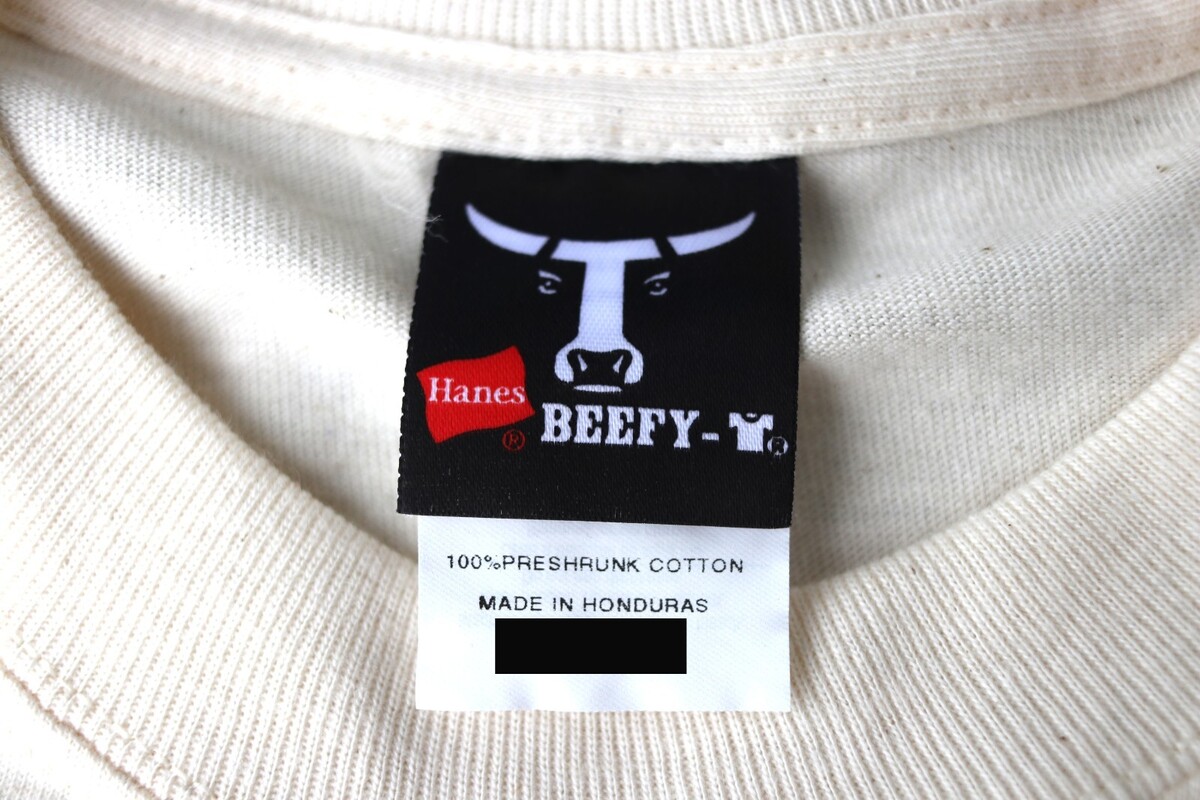 Hanes
®
BEEFY-
®
100%PRESHRUNK COTTON
MADE IN HONDURAS